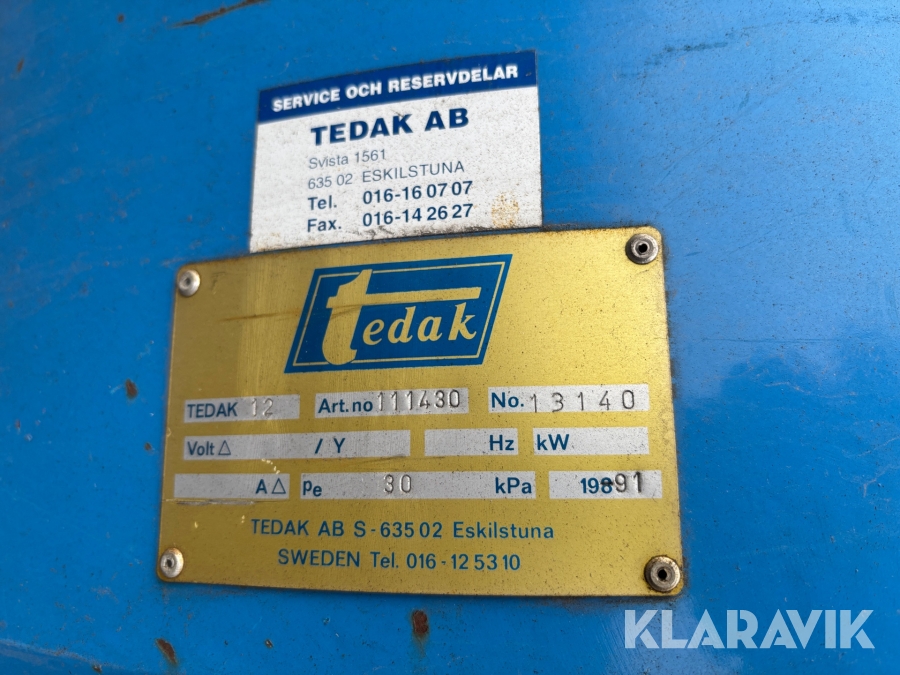 SERVICE OCH RESERVDELAR
TEDAK AB
Svista 1561
635 02 ESKILSTUNA
Tel. 016-16 07 07
Fax. 016-14 26 27
tedak
TEDAK 12 Art.no 111430 No. 13140
Volt △ / Y Hz kW
A △ pe 30 kPa 198-91
TEDAK AB S-635 02 Eskilstuna
SWEDEN Tel. 016-12 53 10
KLARAVIK